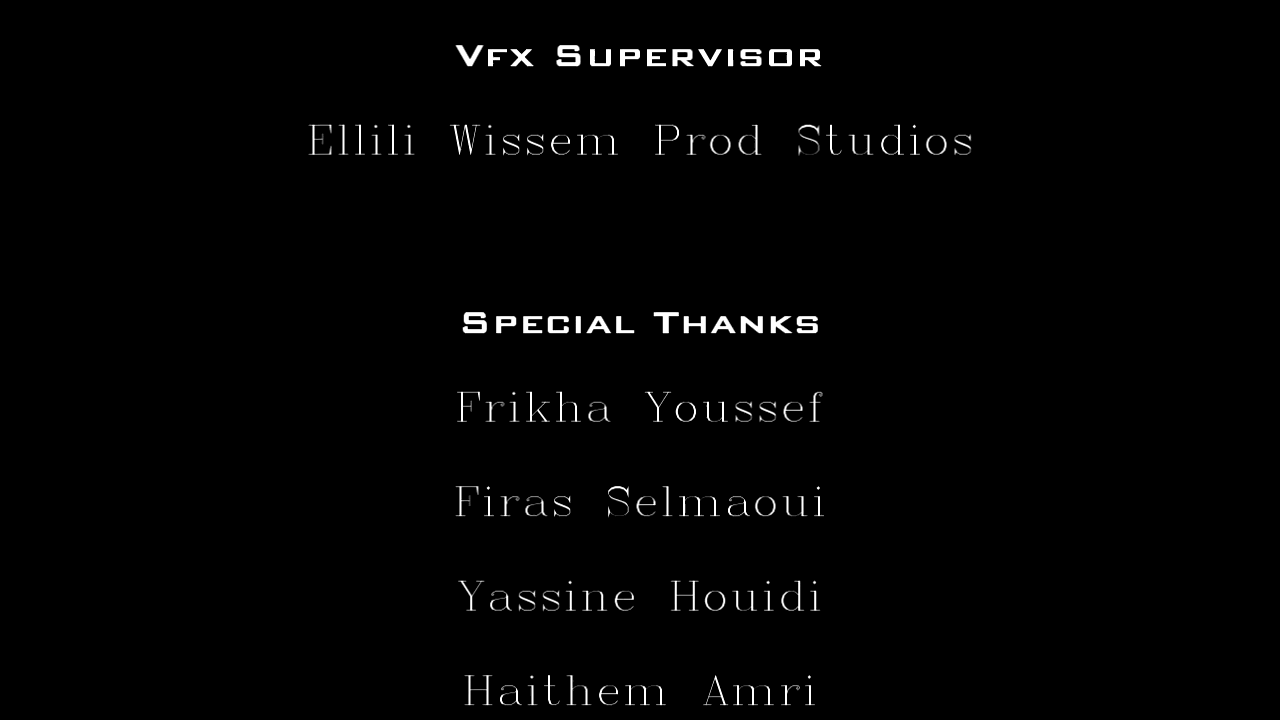 Vfx Supervisor
Ellili Wissem Prod Studios
Special Thanks
Frikha Youssef
Firas Selmaoui
Yassine Houidi
Haithem Amri